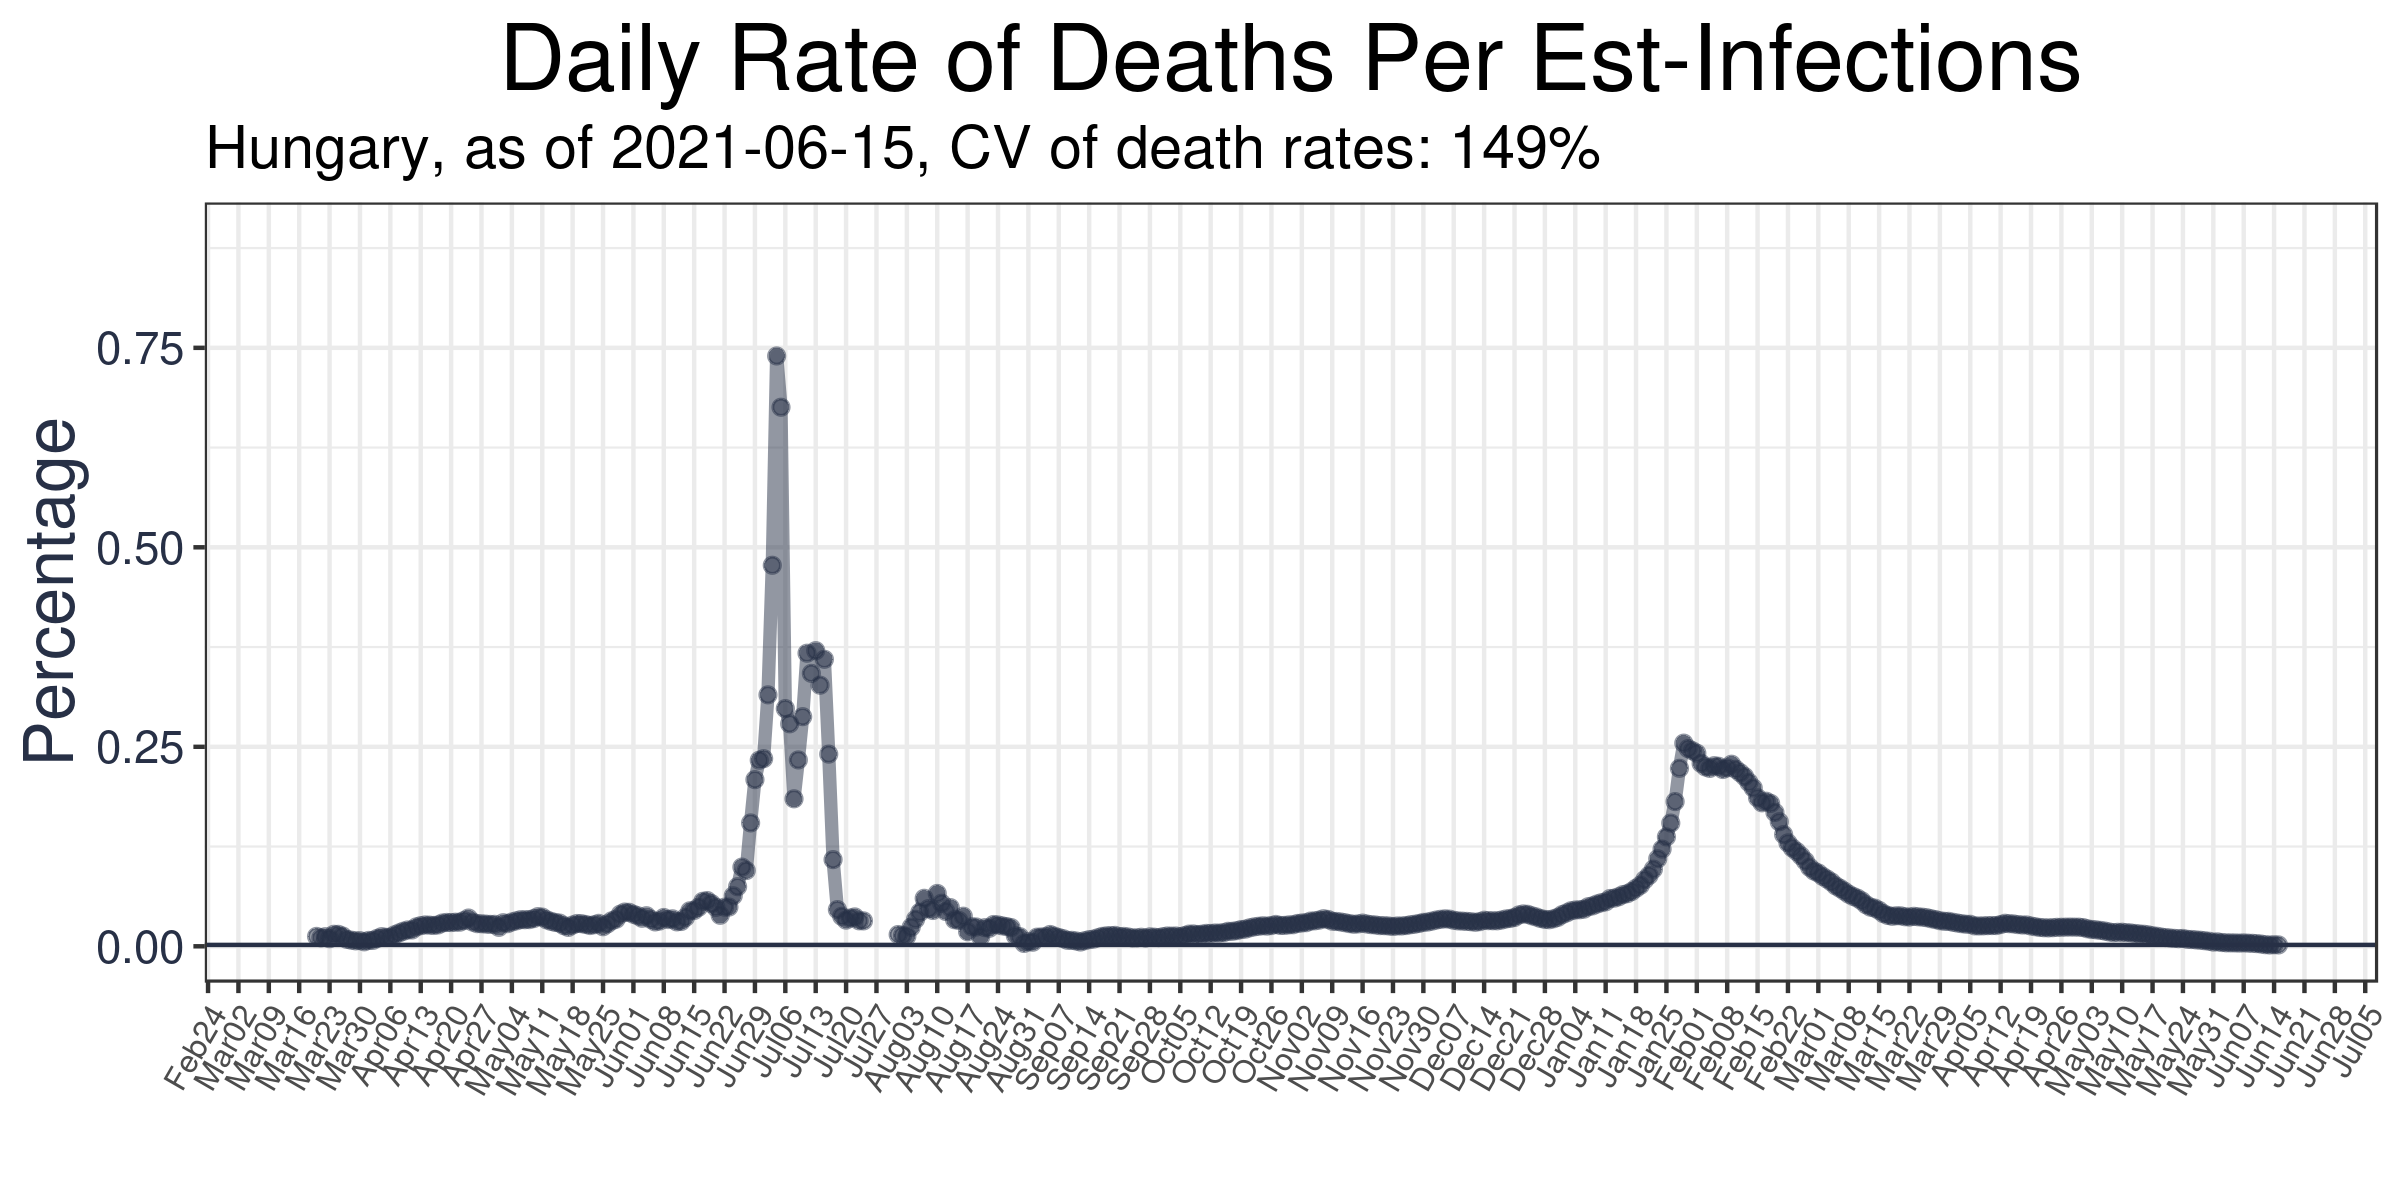 Daily Rate of Deaths Per Est-Infections
Hungary, as of 2021-06-15, CV of death rates: 149%
Percentage
0.75
0.50
0.25
0.00
Feb24
Mar02
Mar09
Mar16
Mar23
Mar30
Apr06
Apr13
Apr20
Apr27
May04
May11
May18
May25
Jun01
Jun08
Jun15
Jun22
Jun29
Jul06
Jul13
Jul20
Jul27
Aug03
Aug10
Aug17
Aug24
Aug31
Sep07
Sep14
Sep21
Sep28
Oct05
Oct12
Oct19
Oct26
Nov02
Nov09
Nov16
Nov23
Nov30
Dec07
Dec14
Dec21
Dec28
Jan04
Jan11
Jan18
Jan25
Feb01
Feb08
Feb15
Feb22
Mar01
Mar08
Mar15
Mar22
Mar29
Apr05
Apr12
Apr19
Apr26
May03
May10
May17
May24
May31
Jun07
Jun14
Jun21
Jun28
Jul05